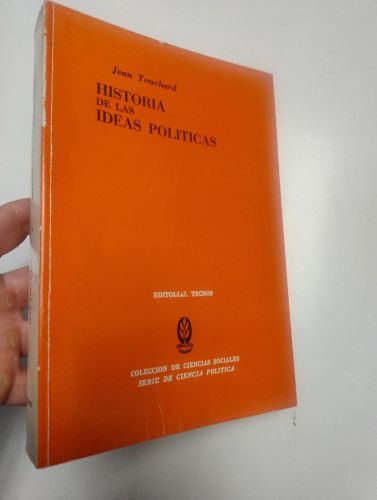 Jean Touchard
HISTORIA
DE LAS
IDEAS POLITICAS
EDITORIAL TECNOS
COLECCION DE CIENCIAS SOCIALES
SERIE DE CIENCIA POLITICA